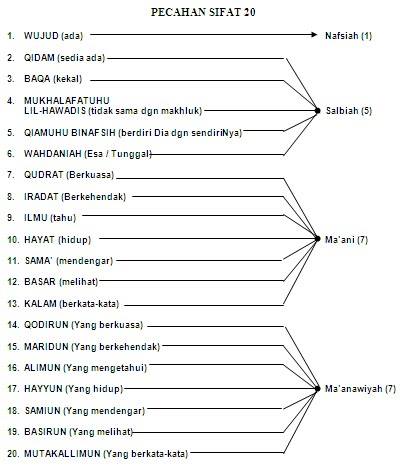 PECAHAN SIFAT 20
1. WUJUD (ada) Nafsiah (1)
2. QIDAM (sedia ada)
3. BAQA (kekal)
4. MUKHALAFATUHU
LIL-HAWADIS (tidak sama dgn makhluk) Salbiah (5)
5. QIAMUHU BINAFSIH (berdiri Dia dgn sendiriNya)
6. WAHDANIAH (Esa / Tunggal)
7. QUDRAT (Berkuasa)
8. IRADAT (Berkehendak)
9. ILMU (tahu)
10. HAYAT (hidup) Ma'ani (7)
11. SAMA' (mendengar)
12. BASAR (melihat)
13. KALAM (berkata-kata)
14. QODIRUN (Yang berkuasa)
15. MARIDUN (Yang berkehendak)
16. ALIMUN (Yang mengetahui)
17. HAYYUN (Yang hidup) Ma'anawiyah (7)
18. SAMIUN (Yang mendengar)
19. BASIRUN (Yang melihat)
20. MUTAKALLIMUN (Yang berkata-kata)